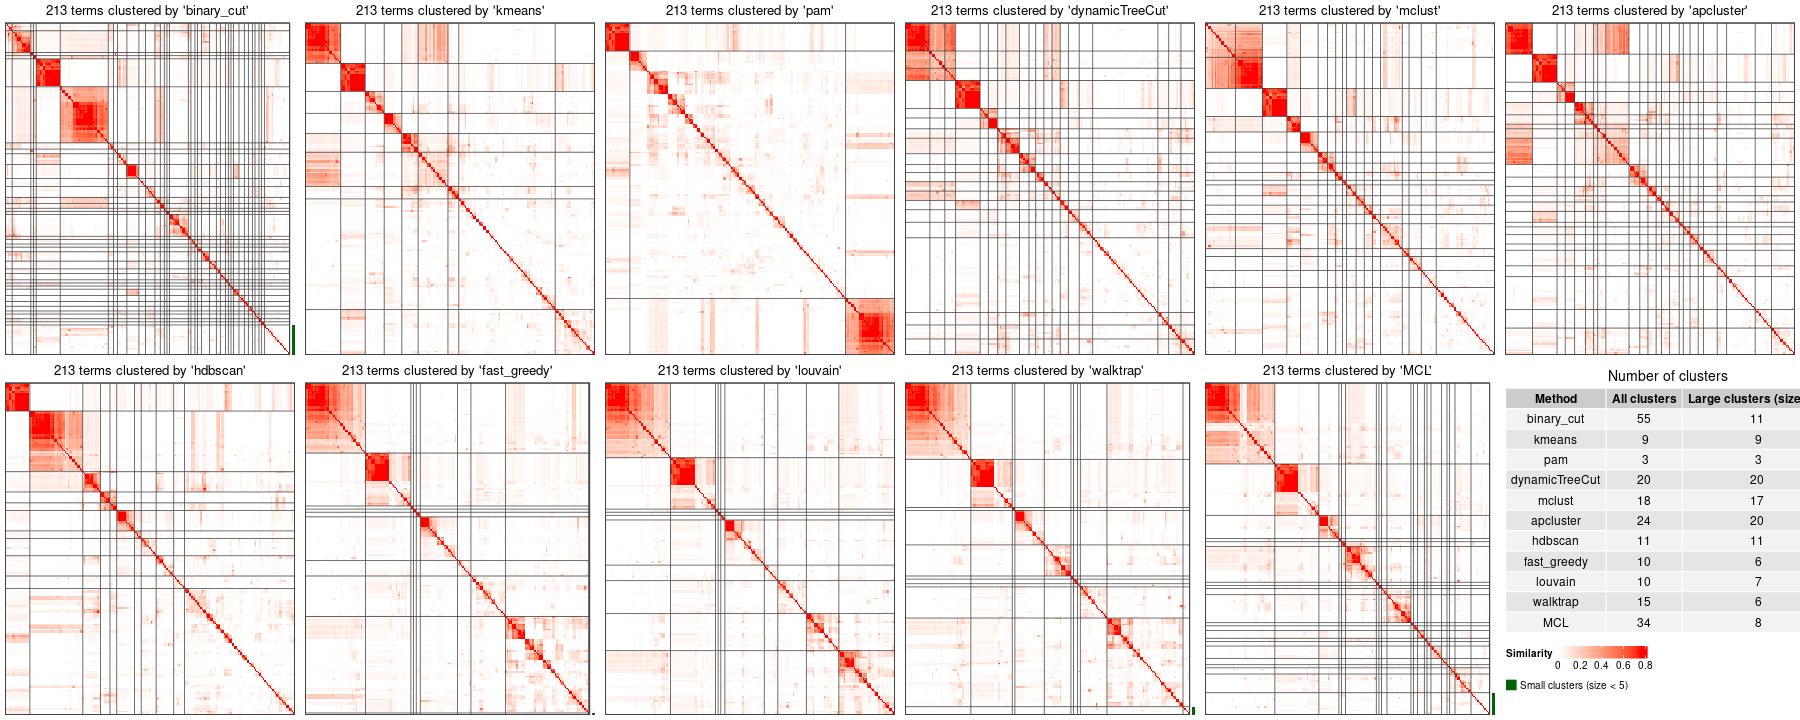 213 terms clustered by 'binary_cut'
213 terms clustered by 'kmeans'
213 terms clustered by 'pam'
213 terms clustered by 'dynamicTreeCut'
213 terms clustered by 'mclust'
213 terms clustered by 'apcluster'
213 terms clustered by 'hdbscan'
213 terms clustered by 'fast_greedy'
213 terms clustered by 'louvain'
213 terms clustered by 'walktrap'
213 terms clustered by 'MCL'
Number of clusters
Method All clusters Large clusters (size
binary_cut 55 11
kmeans 9 9
pam 3 3
dynamicTreeCut 20 20
mclust 18 17
apcluster 24 20
hdbscan 11 11
fast_greedy 10 6
louvain 10 7
walktrap 15 6
MCL 34 8
Similarity
0 0.2 0.4 0.6 0.8
Small clusters (size < 5)